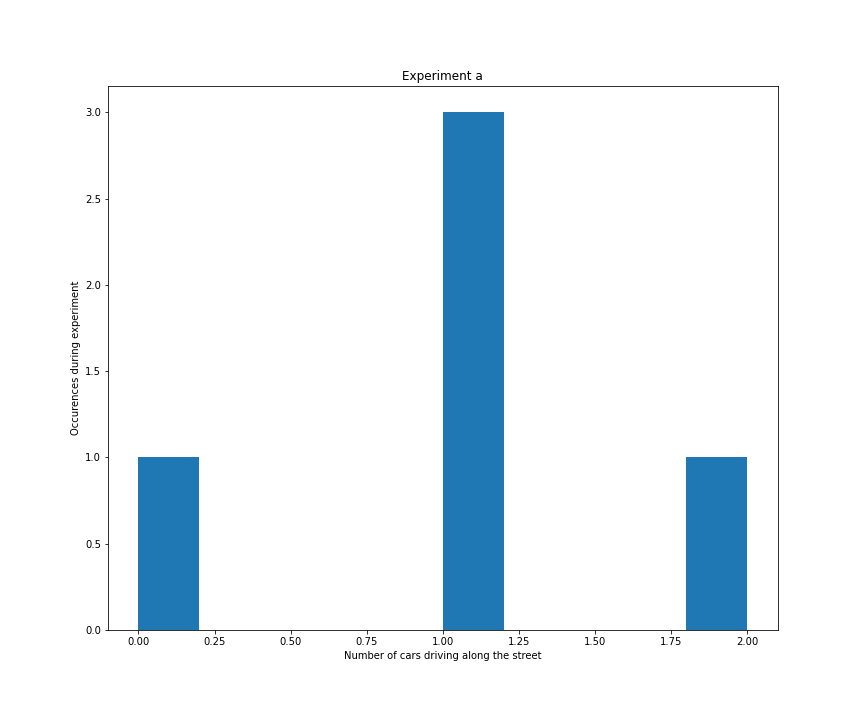 Experiment a
3.0
2.5
2.0
1.5
1.0
0.5
0.0
Occurences during experiment
0.00 0.25 0.50 0.75 1.00 1.25 1.50 1.75 2.00
Number of cars driving along the street